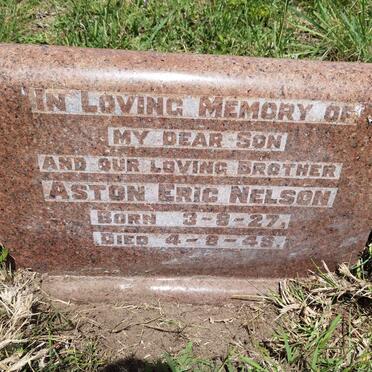 IN LOVING MEMORY OF
MY DEAR SON
AND OUR LOVING BROTHER
ASTON ERIC NELSON
BORN 3-9-27.
DIED 4-8-48.